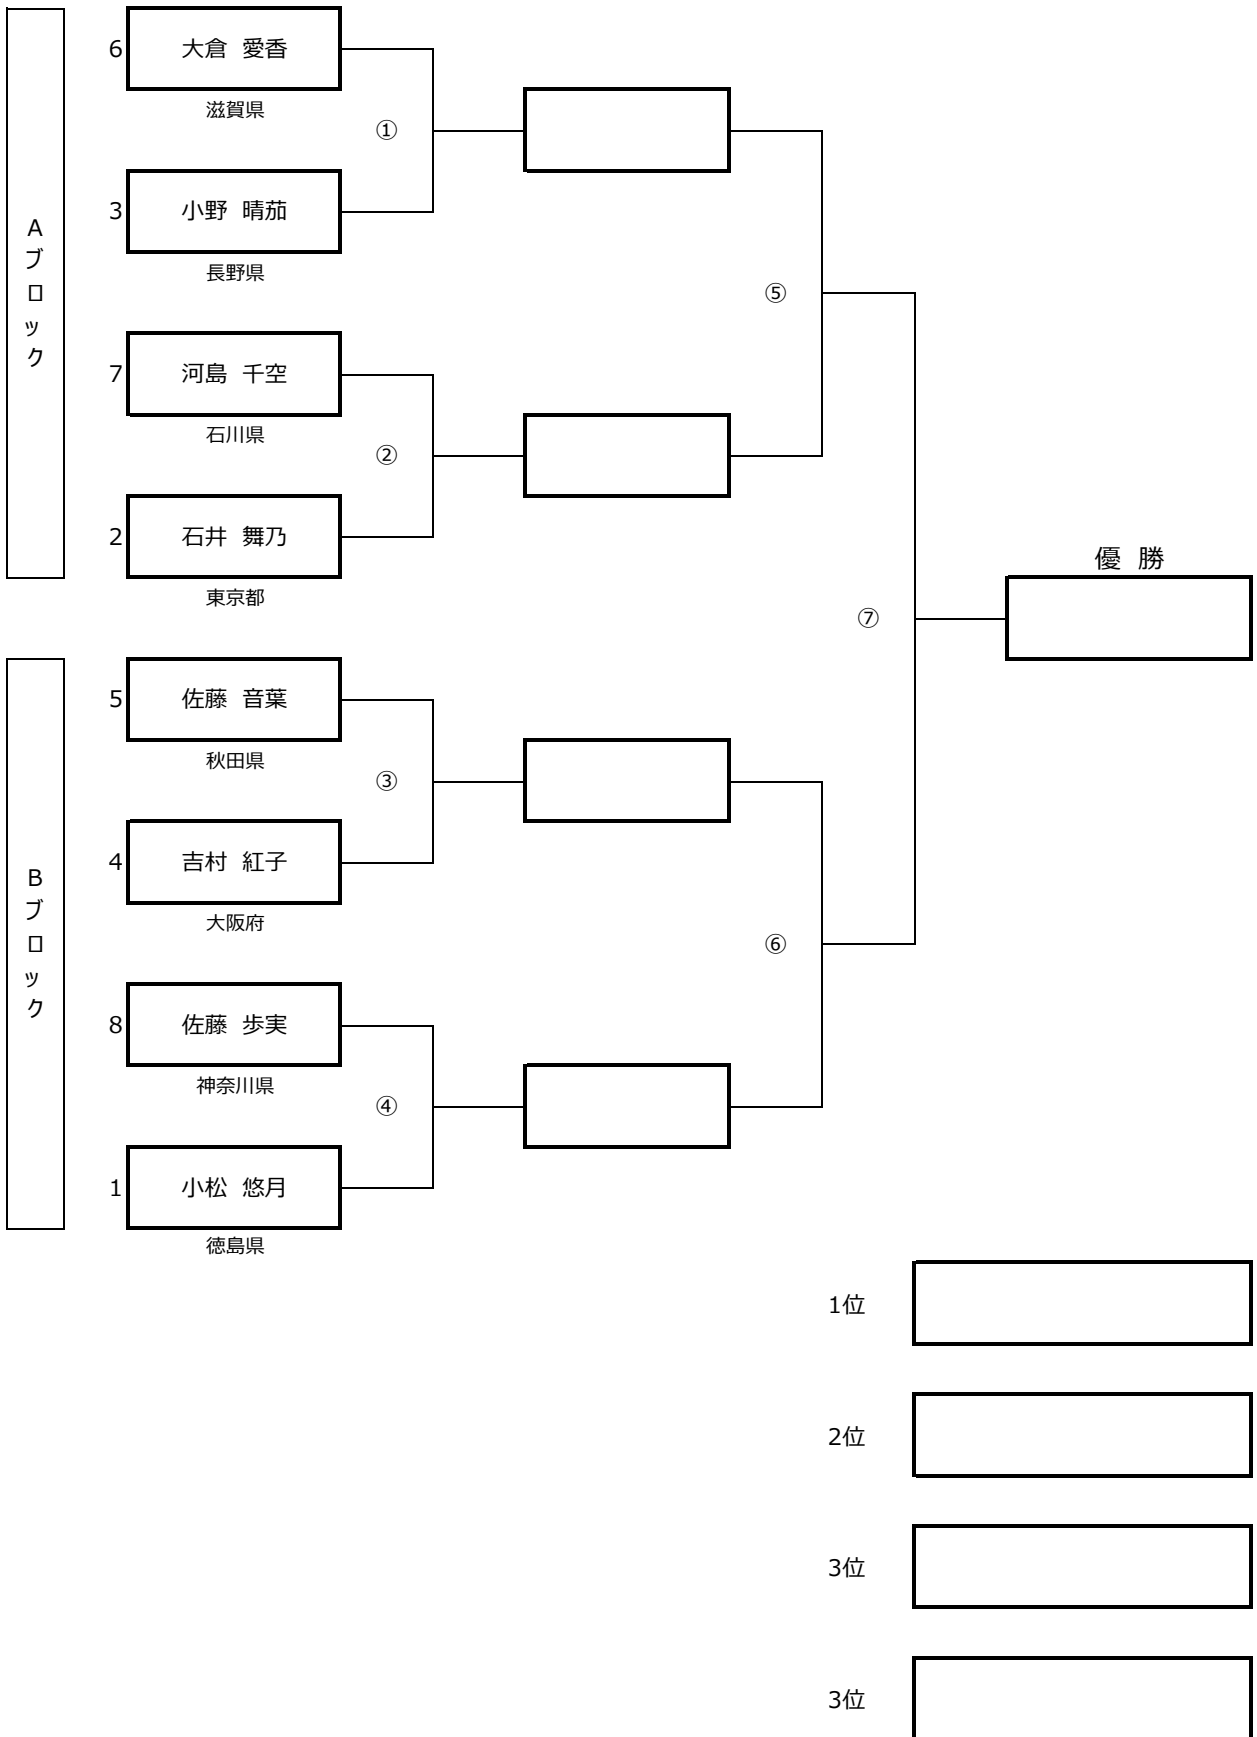 Aブロック
6
大倉 愛香
滋賀県
①
3
小野 晴茄
長野県
⑤
7
河島 千空
石川県
②
2
石井 舞乃
東京都
優 勝
⑦
Bブロック
5
佐藤 音葉
秋田県
③
4
吉村 紅子
大阪府
⑥
8
佐藤 歩実
神奈川県
④
1
小松 悠月
徳島県
1位
2位
3位
3位